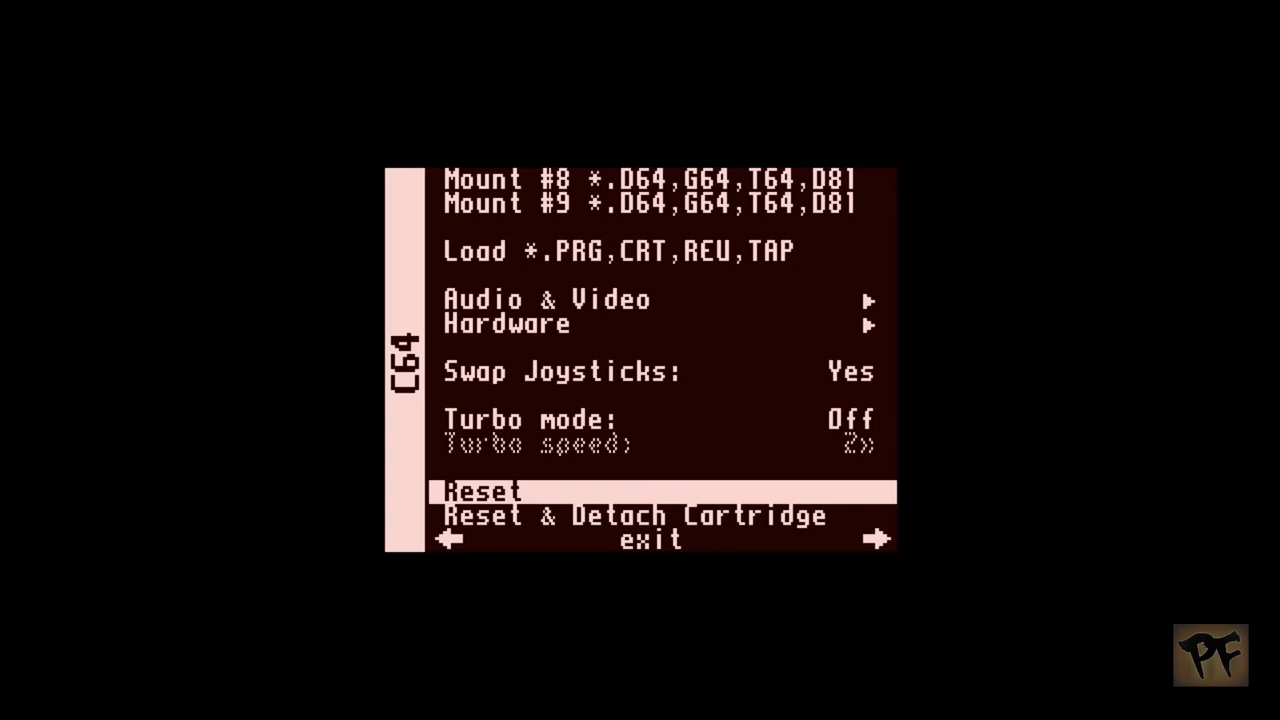 Mount #8 *.D64,G64,T64,D81
Mount #9 *.D64,G64,T64,D81
Load *.PRG,CRT,REU,TAP
Audio & Video
Hardware
C64
Swap Joysticks: Yes
Turbo mode: Off
Turbo speed: 2x
Reset
Reset & Detach Cartridge
exit
PF